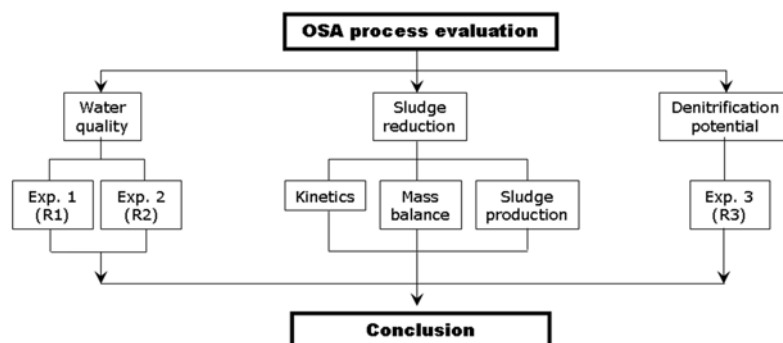 OSA process evaluation
Water
quality
Sludge
reduction
Denitrification
potential
Exp. 1
(R1)
Exp. 2
(R2)
Kinetics
Mass
balance
Sludge
production
Exp. 3
(R3)
Conclusion